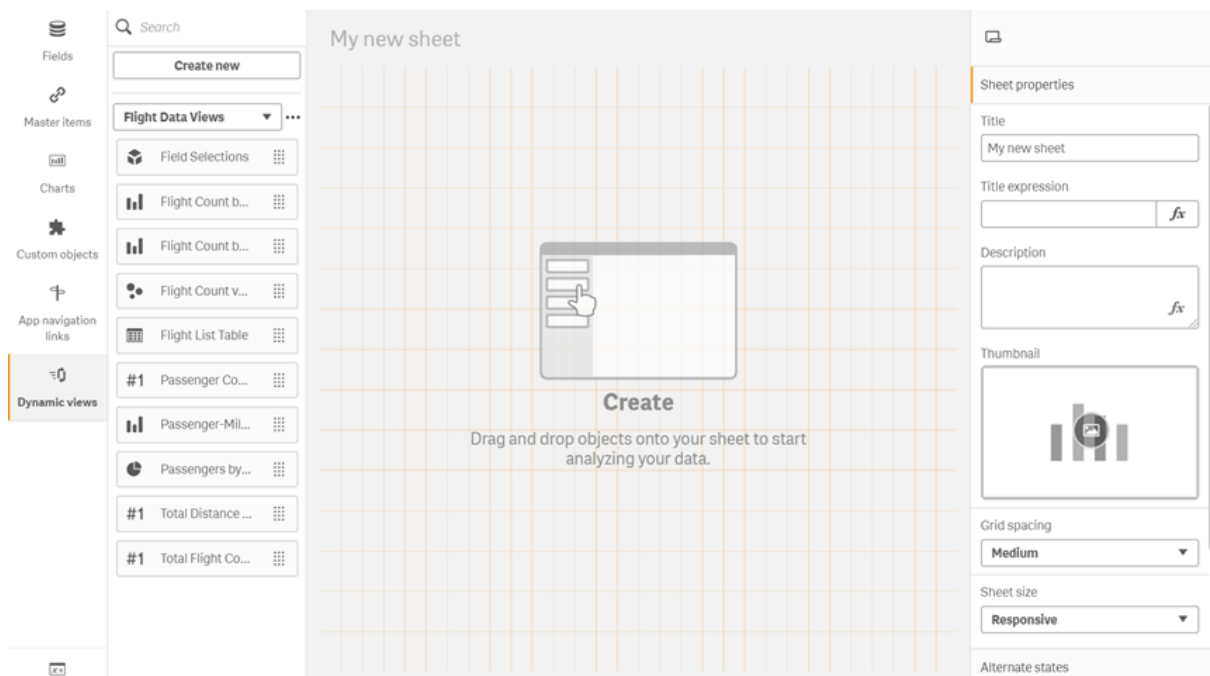 Fields
Master items
Charts
Custom objects
App navigation
links
Dynamic views
Search
Create new
Flight Data Views
Field Selections
Flight Count b...
Flight Count b...
Flight Count v...
Flight List Table
#1 Passenger Co...
Passenger-Mil...
Passengers by...
#1 Total Distance ...
#1 Total Flight Co...
My new sheet
Create
Drag and drop objects onto your sheet to start
analyzing your data.
Sheet properties
Title
My new sheet
Title expression
fx
Description
fx
Thumbnail
Grid spacing
Medium
Sheet size
Responsive
Alternate states